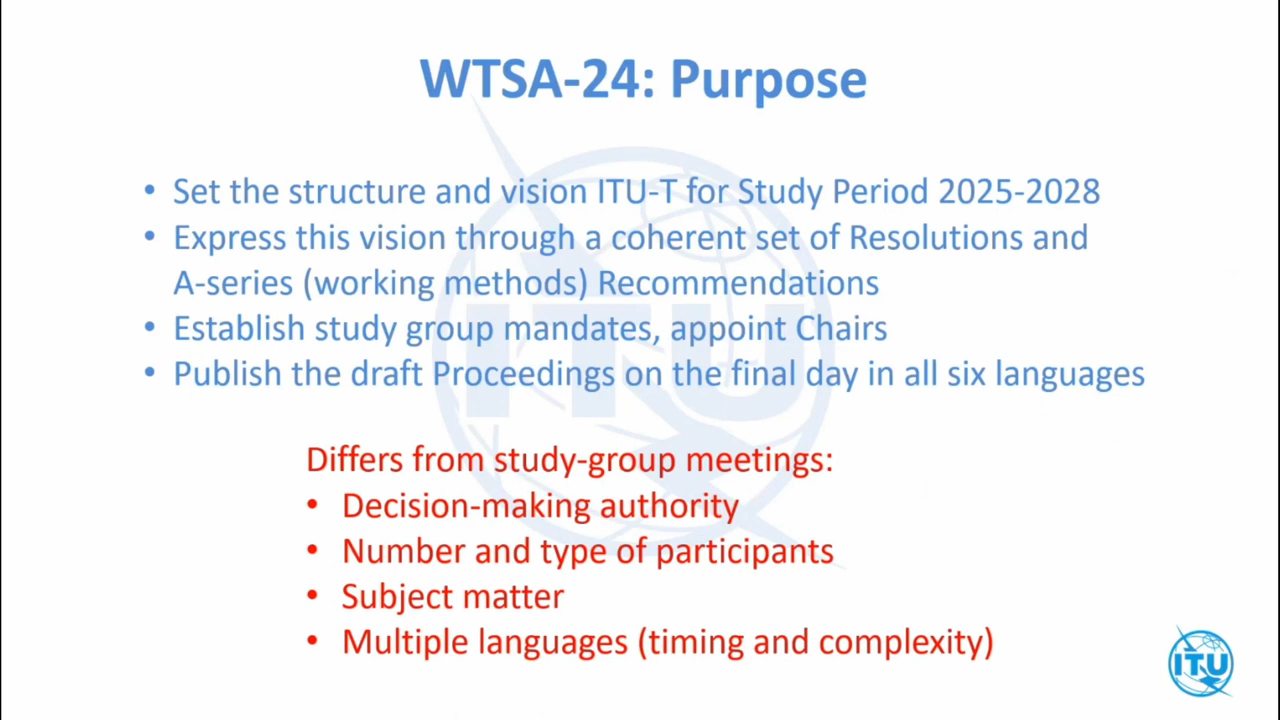 WTSA-24: Purpose
• Set the structure and vision ITU-T for Study Period 2025-2028
• Express this vision through a coherent set of Resolutions and
A-series (working methods) Recommendations
• Establish study group mandates, appoint Chairs
• Publish the draft Proceedings on the final day in all six languages
Differs from study-group meetings:
• Decision-making authority
• Number and type of participants
• Subject matter
• Multiple languages (timing and complexity)
ITU
ITU